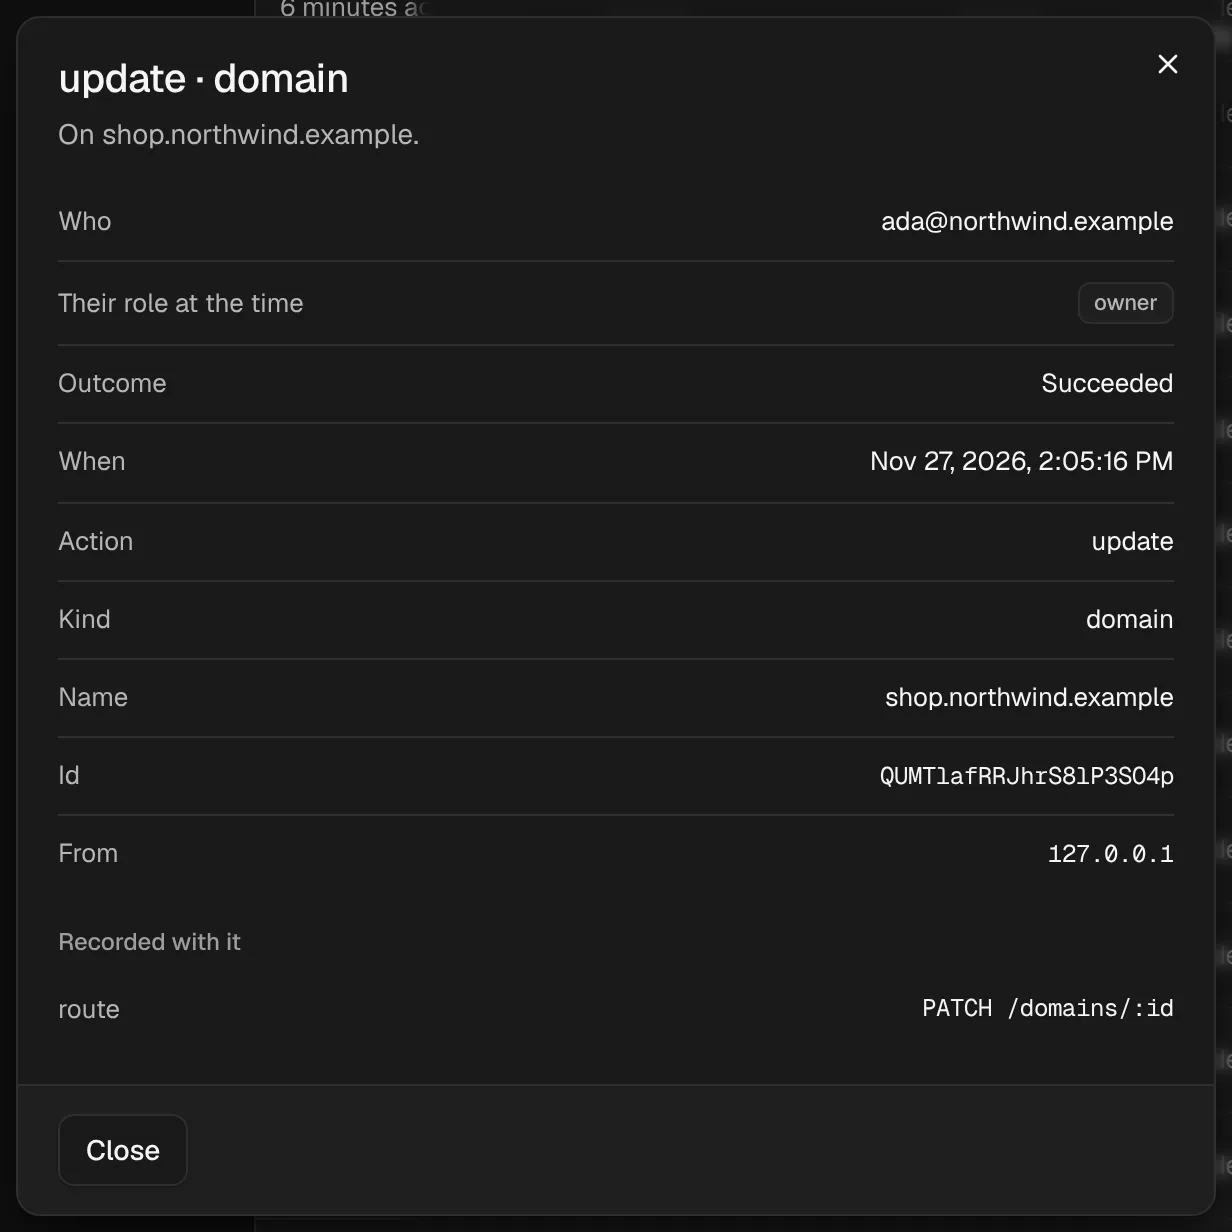 6 minutes
update · domain
On shop.northwind.example.
Who
ada@northwind.example
Their role at the time
owner
Outcome
Succeeded
When
Nov 27, 2026, 2:05:16 PM
Action
update
Kind
domain
Name
shop.northwind.example
Id
QUMTlafRRJhrS8lP3SO4p
From
127.0.0.1
Recorded with it
route
PATCH /domains/:id
Close